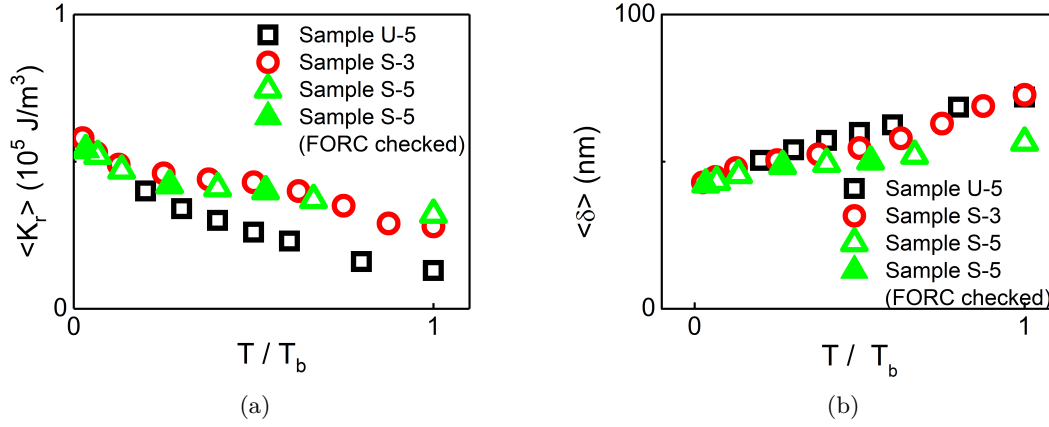 1
<K_r> (10^5 J/m^3)
Sample U-5
Sample S-3
Sample S-5
Sample S-5
(FORC checked)
0
0
1
T / T_b
(a)
100
<δ> (nm)
Sample U-5
Sample S-3
Sample S-5
Sample S-5
(FORC checked)
0
0
1
T / T_b
(b)